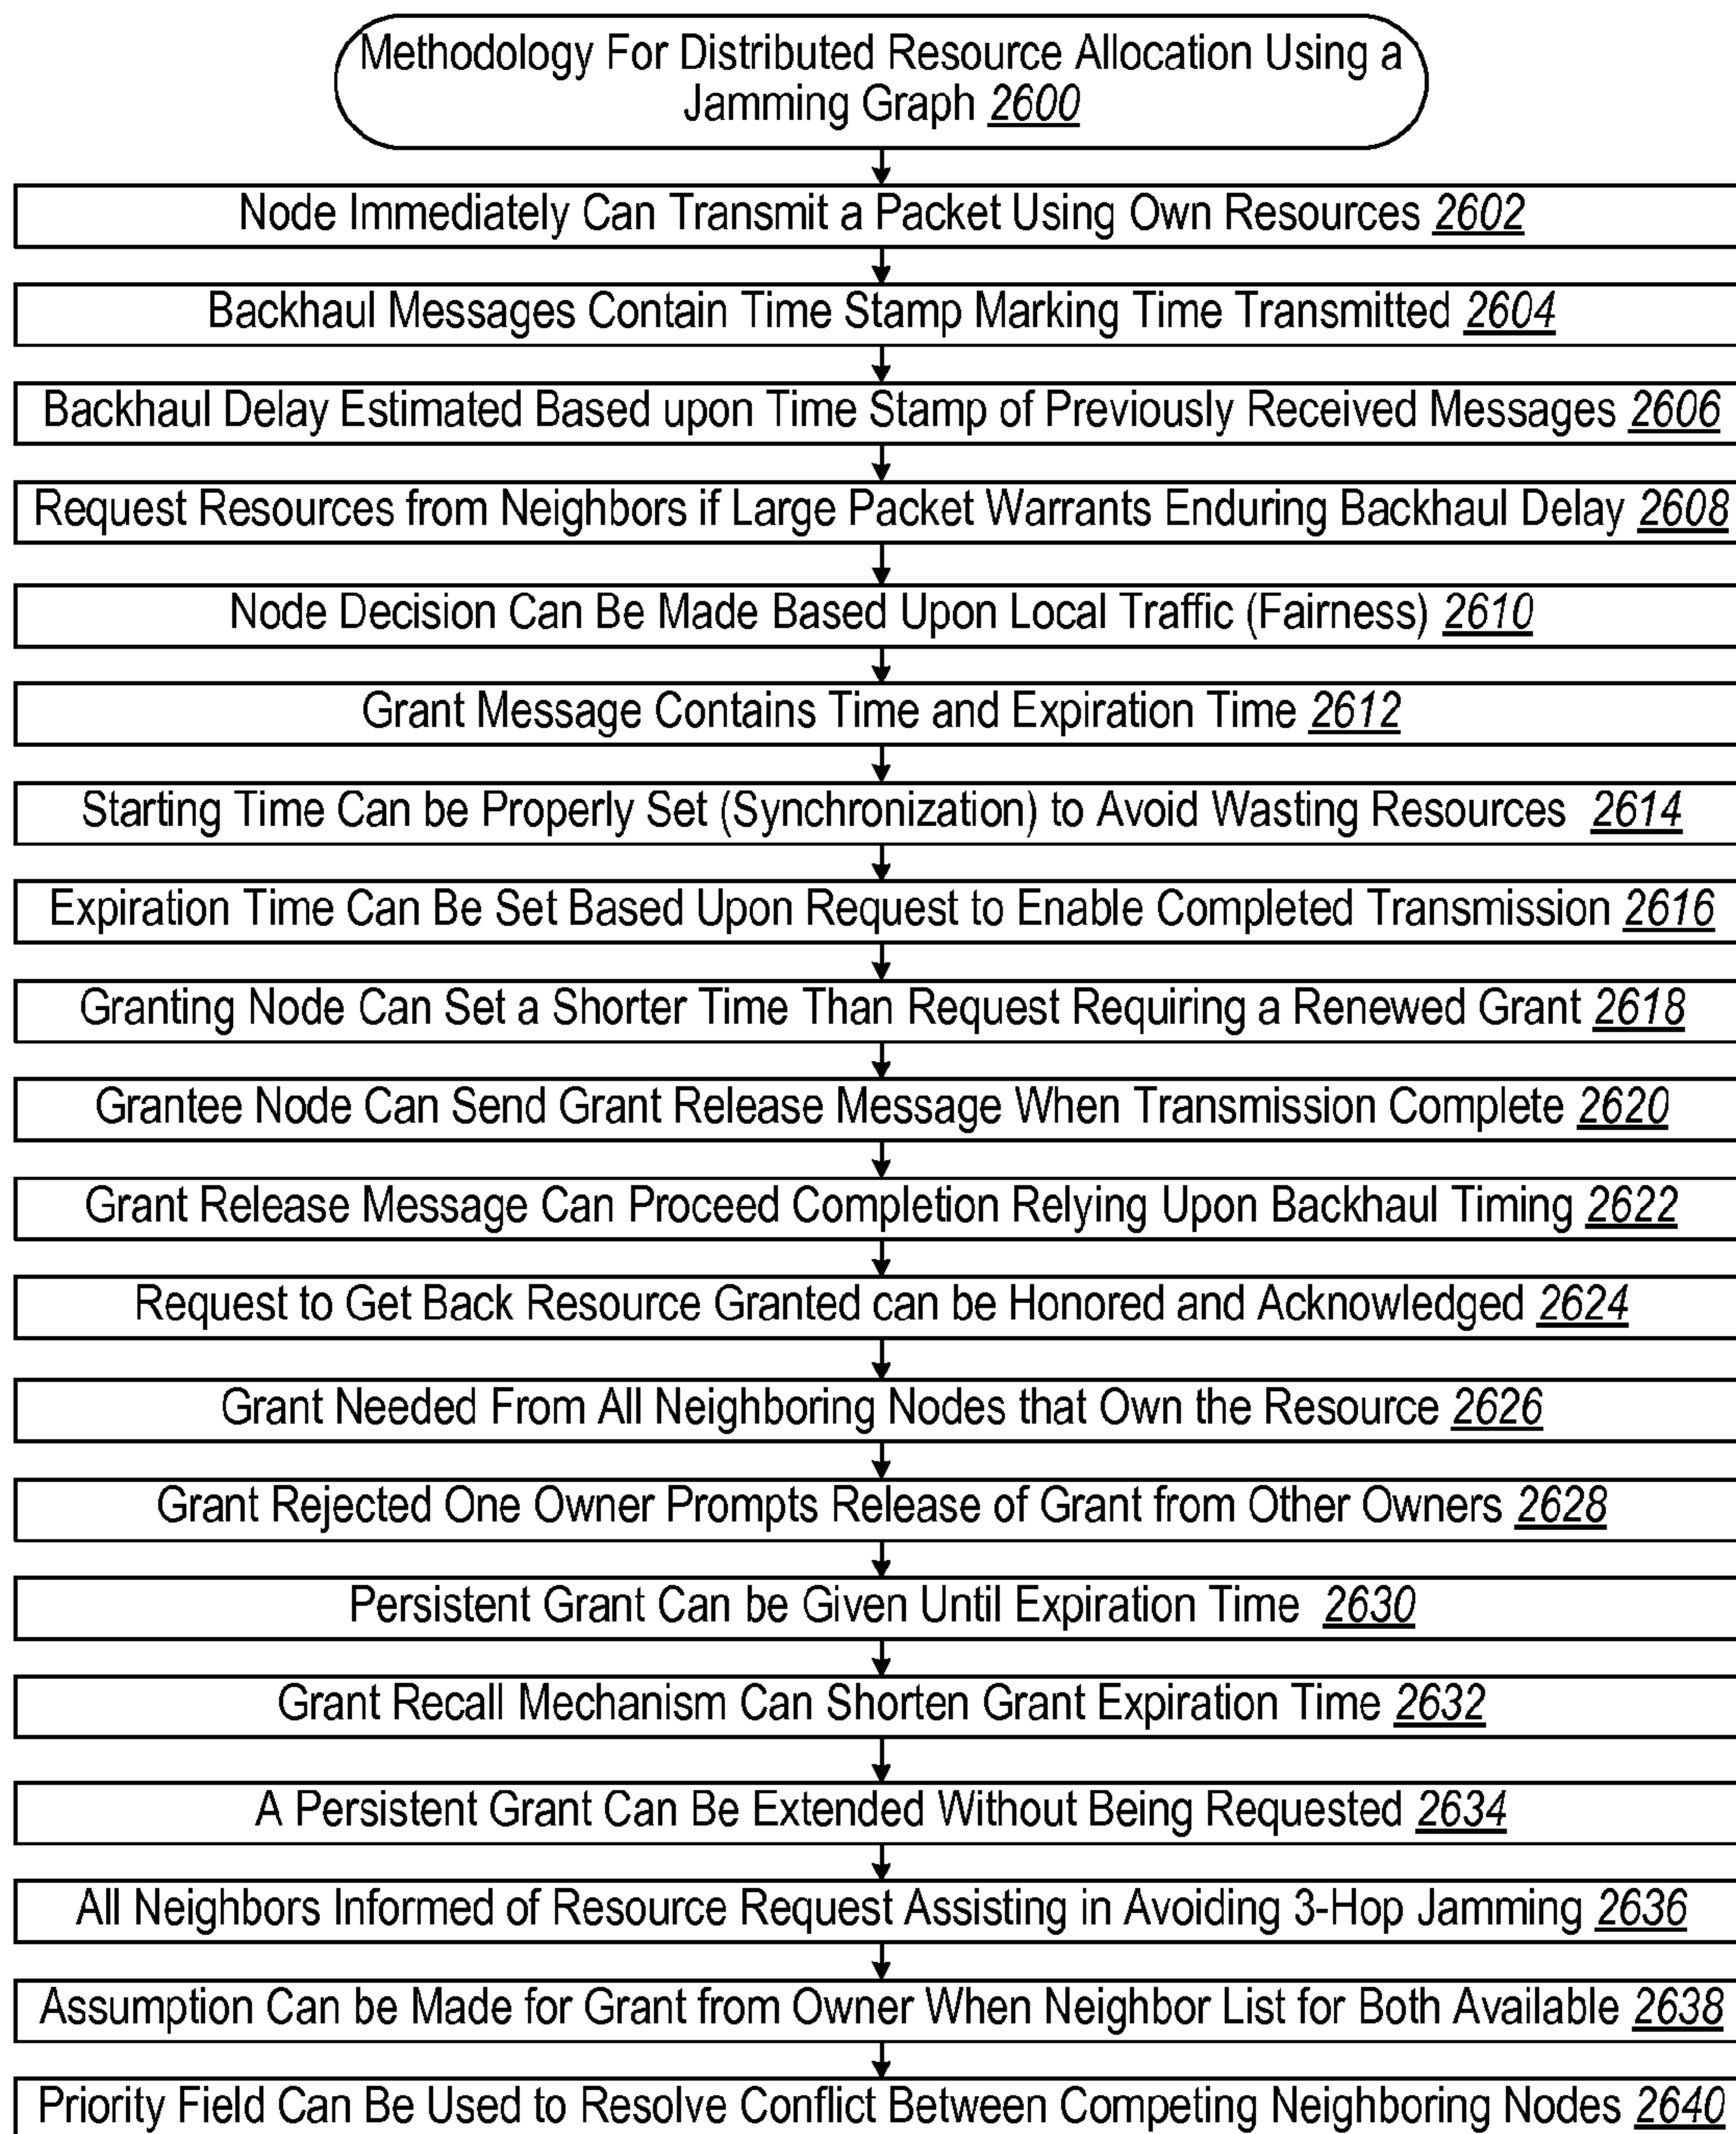 Methodology For Distributed Resource Allocation Using a
Jamming Graph 2600
Node Immediately Can Transmit a Packet Using Own Resources 2602
Backhaul Messages Contain Time Stamp Marking Time Transmitted 2604
Backhaul Delay Estimated Based upon Time Stamp of Previously Received Messages 2606
Request Resources from Neighbors if Large Packet Warrants Enduring Backhaul Delay 2608
Node Decision Can Be Made Based Upon Local Traffic (Fairness) 2610
Grant Message Contains Time and Expiration Time 2612
Starting Time Can be Properly Set (Synchronization) to Avoid Wasting Resources 2614
Expiration Time Can Be Set Based Upon Request to Enable Completed Transmission 2616
Granting Node Can Set a Shorter Time Than Request Requiring a Renewed Grant 2618
Grantee Node Can Send Grant Release Message When Transmission Complete 2620
Grant Release Message Can Proceed Completion Relying Upon Backhaul Timing 2622
Request to Get Back Resource Granted can be Honored and Acknowledged 2624
Grant Needed From All Neighboring Nodes that Own the Resource 2626
Grant Rejected One Owner Prompts Release of Grant from Other Owners 2628
Persistent Grant Can be Given Until Expiration Time 2630
Grant Recall Mechanism Can Shorten Grant Expiration Time 2632
A Persistent Grant Can Be Extended Without Being Requested 2634
All Neighbors Informed of Resource Request Assisting in Avoiding 3-Hop Jamming 2636
Assumption Can be Made for Grant from Owner When Neighbor List for Both Available 2638
Priority Field Can Be Used to Resolve Conflict Between Competing Neighboring Nodes 2640